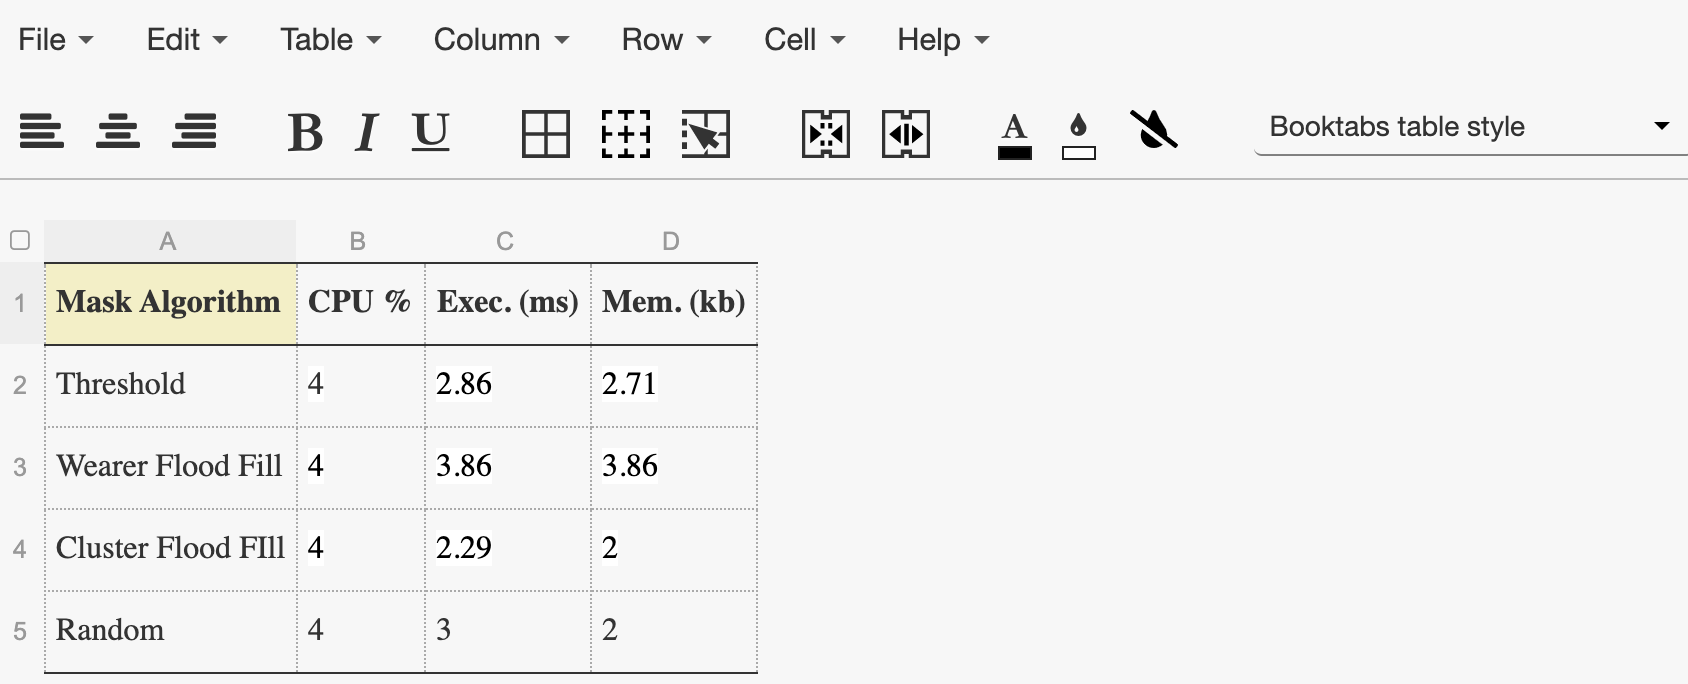 File Edit Table Column Row Cell Help
B I U A Booktabs table style
A B C D
1 Mask Algorithm CPU % Exec. (ms) Mem. (kb)
2 Threshold 4 2.86 2.71
3 Wearer Flood Fill 4 3.86 3.86
4 Cluster Flood FIll 4 2.29 2
5 Random 4 3 2